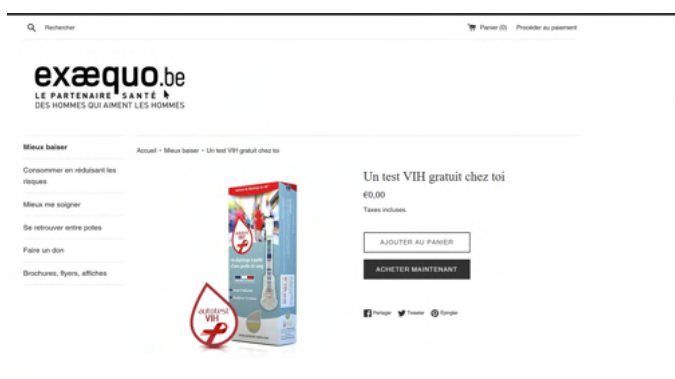 Rechercher
Panier (0) Procéder au paiement
exæquo.be
LE PARTENAIRE SANTÉ
DES HOMMES QUI AIMENT LES HOMMES
Mieux baiser
Consommer en réduisant les
risques
Mieux me soigner
Se retrouver entre potes
Faire un don
Brochures, flyers, affiches
Accueil • Mieux baiser • Un test VIH gratuit chez toi
autotest
VIH
Un test VIH gratuit chez toi
€0,00
Taxes incluses.
AJOUTER AU PANIER
ACHETER MAINTENANT
Partager Tweeter Épingler